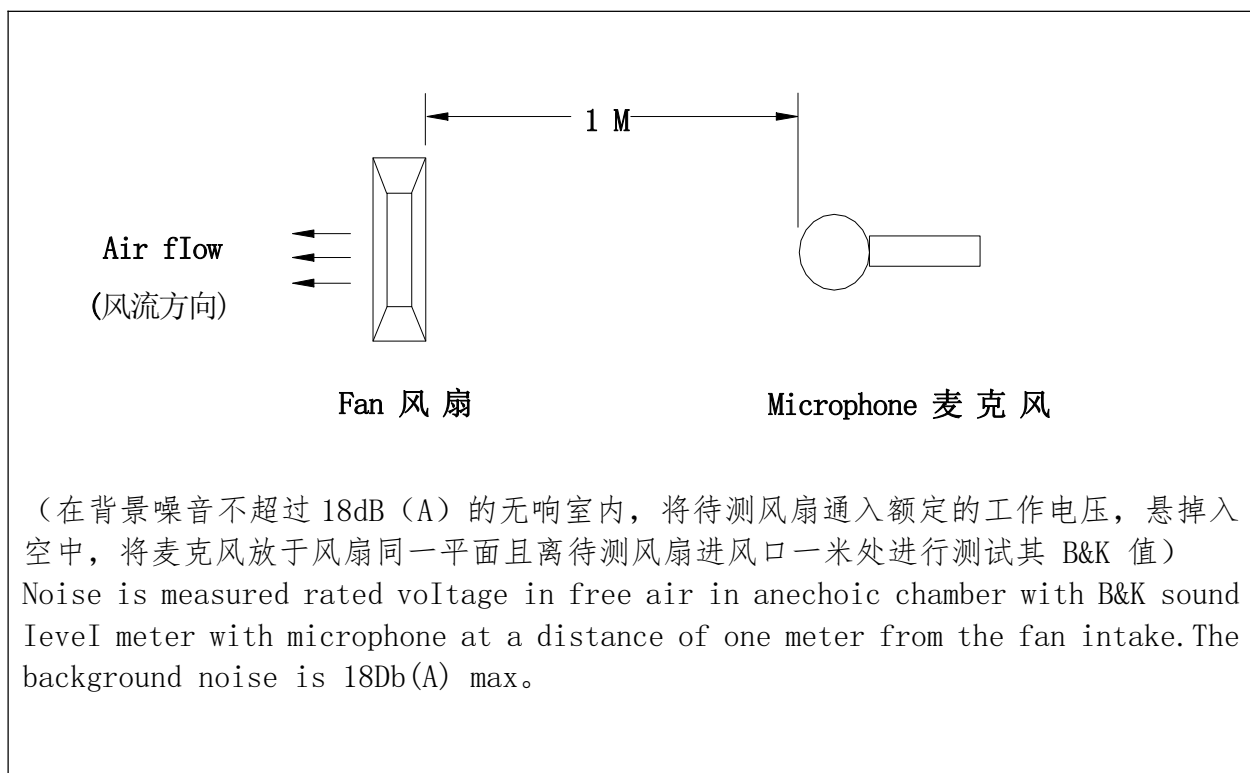 1 M
Air fIow
(风流方向)
Fan 风 扇
Microphone 麦 克 风
（在背景噪音不超过 18dB（A）的无响室内，将待测风扇通入额定的工作电压，悬掉入
空中，将麦克风放于风扇同一平面且离待测风扇进风口一米处进行测试其 B&K 值）
Noise is measured rated voItage in free air in anechoic chamber with B&K sound
IeveI meter with microphone at a distance of one meter from the fan intake.The
background noise is 18Db(A) max。